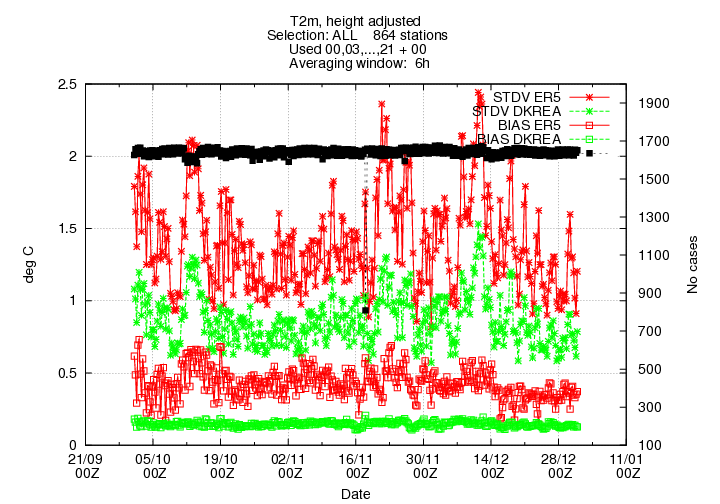 T2m, height adjusted
Selection: ALL 864 stations
Used 00,03,...,21 + 00
Averaging window: 6h
2.5
2
1.5
1
0.5
0
deg C
STDV ER5
STDV DKREA
BIAS ER5
BIAS DKREA
1900
1700
1500
1300
1100
900
700
500
300
100
No cases
21/09 05/10 19/10 02/11 16/11 30/11 14/12 28/12 11/01
00Z 00Z 00Z 00Z 00Z 00Z 00Z 00Z 00Z
Date